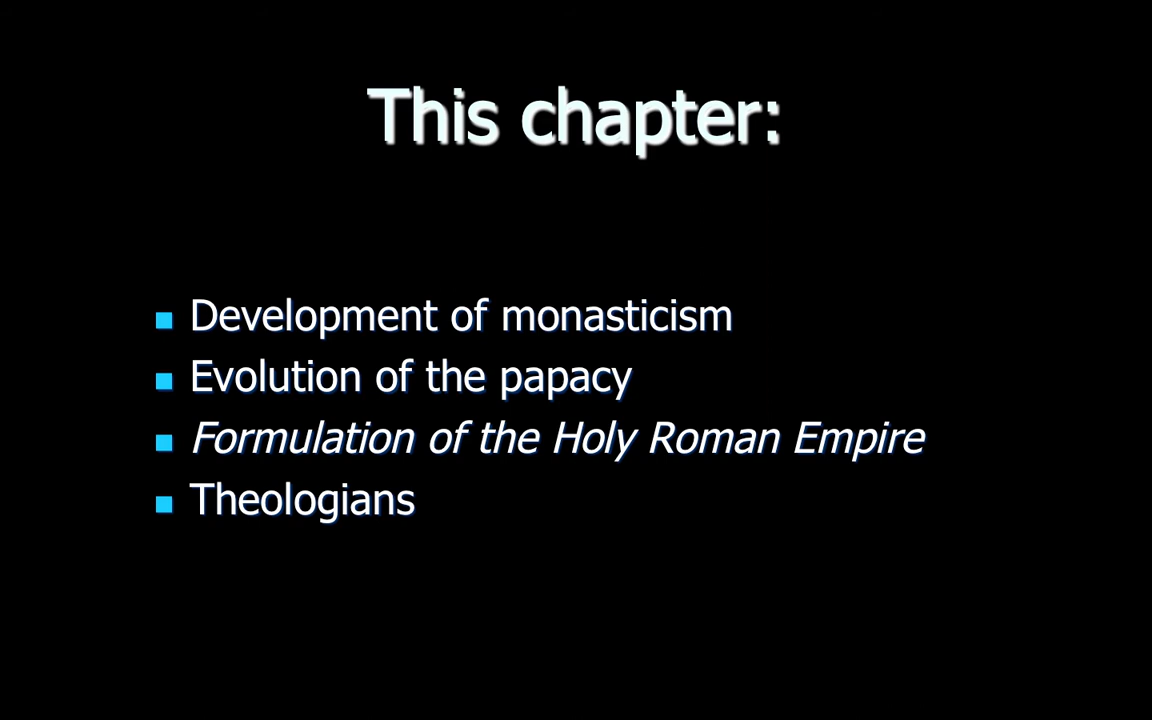 This chapter:
Development of monasticism
Evolution of the papacy
Formulation of the Holy Roman Empire
Theologians